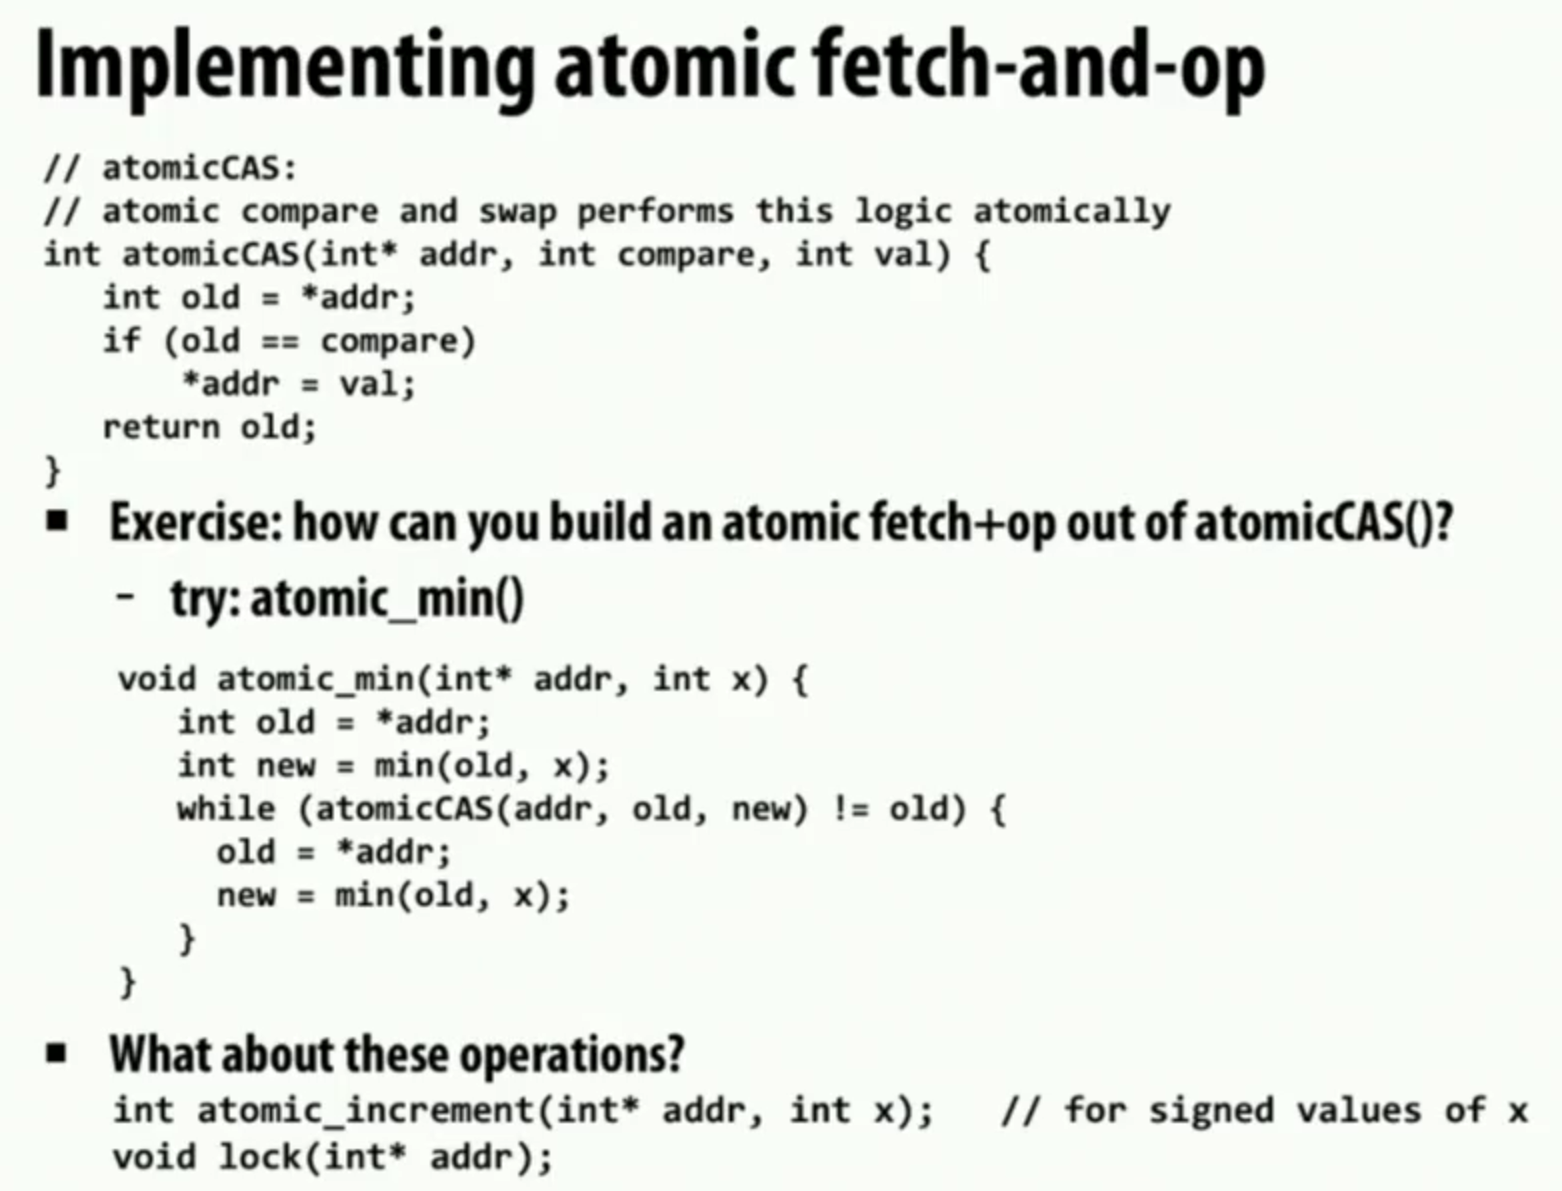 Implementing atomic fetch-and-op
// atomicCAS:
// atomic compare and swap performs this logic atomically
int atomicCAS(int* addr, int compare, int val) {
   int old = *addr;
   if (old == compare)
       *addr = val;
   return old;
}
■ Exercise: how can you build an atomic fetch+op out of atomicCAS()?
- try: atomic_min()
void atomic_min(int* addr, int x) {
   int old = *addr;
   int new = min(old, x);
   while (atomicCAS(addr, old, new) != old) {
     old = *addr;
     new = min(old, x);
   }
}
■ What about these operations?
int atomic_increment(int* addr, int x);   // for signed values of x
void lock(int* addr);